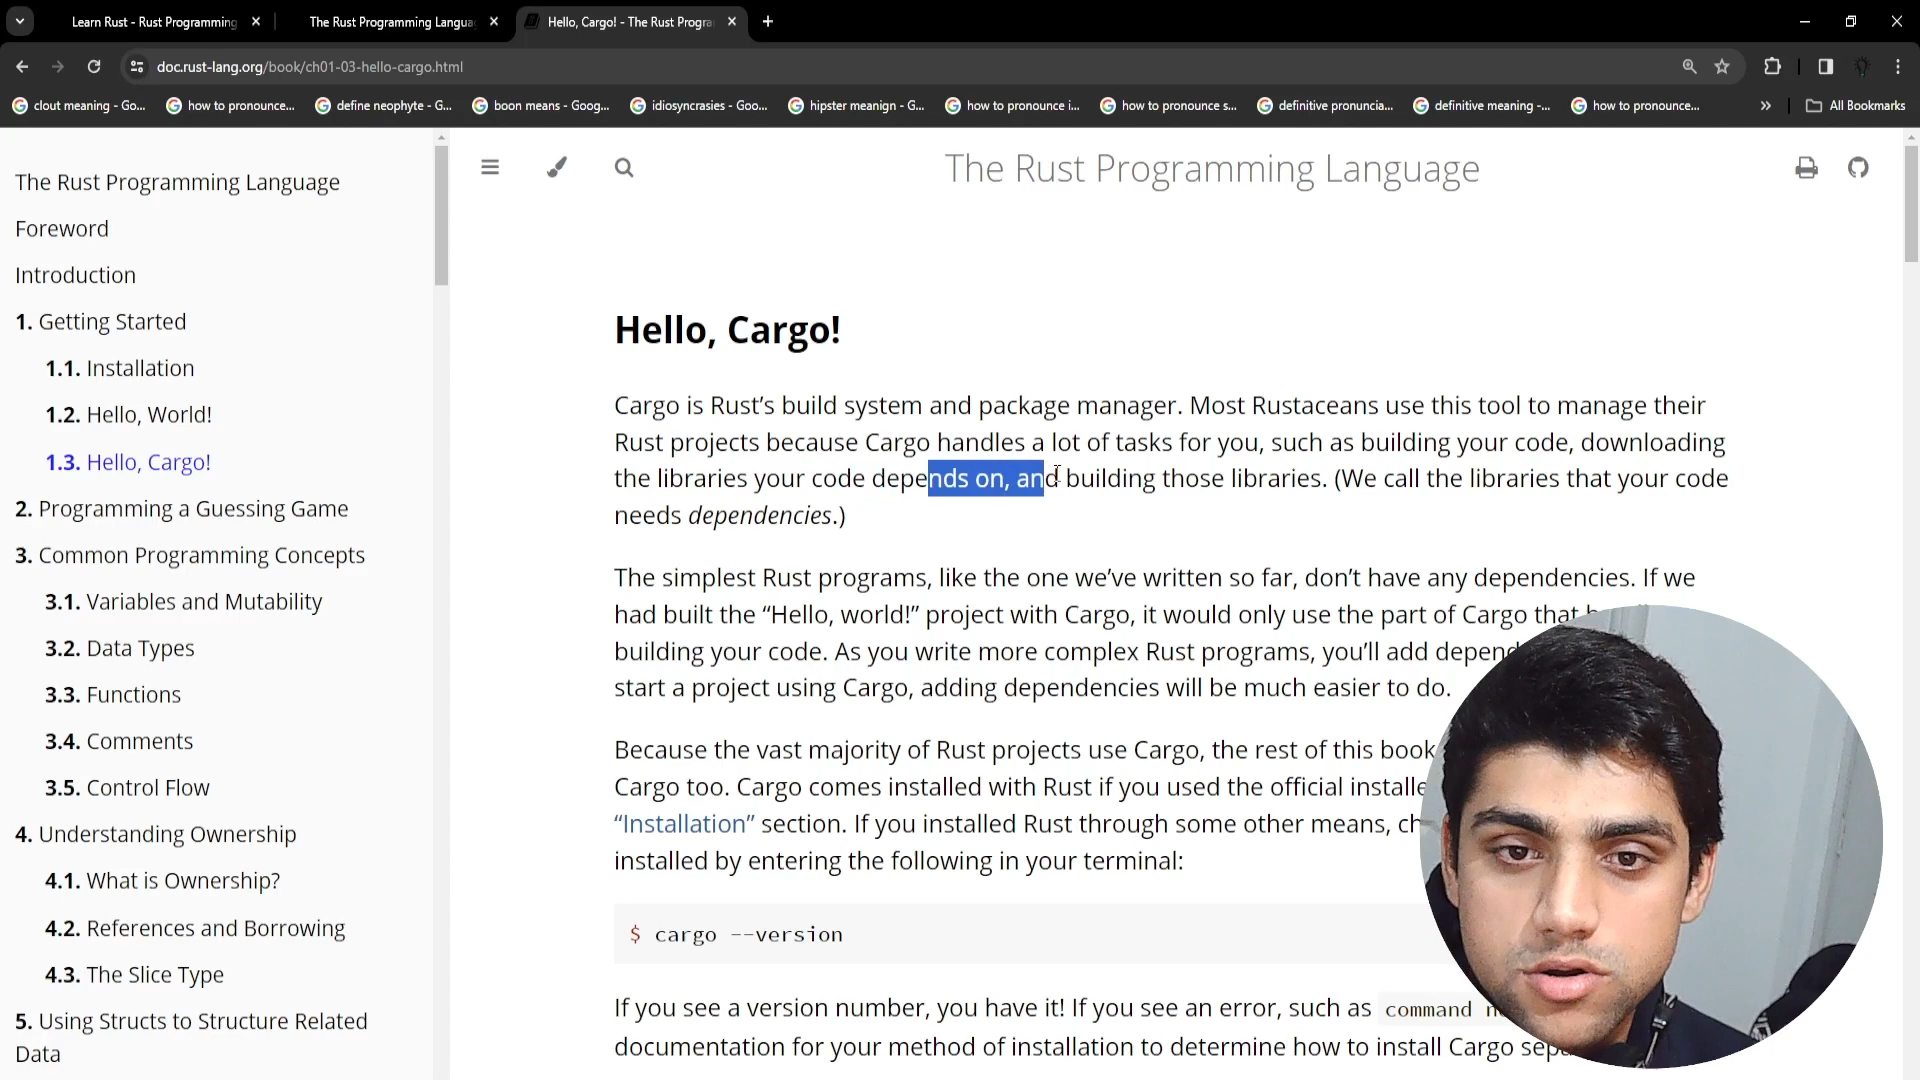 Learn Rust - Rust Programming
The Rust Programming Langua
Hello, Cargo! - The Rust Progra
doc.rust-lang.org/book/ch01-03-hello-cargo.html
clout meaning - Go...
how to pronounce...
define neophyte - G...
boon means - Goog...
idiosyncrasies - Goo...
hipster meanign - G...
how to pronounce i...
how to pronounce s...
definitive pronuncia...
definitive meaning -...
how to pronounce...
All Bookmarks
The Rust Programming Language
Foreword
Introduction
1. Getting Started
1.1. Installation
1.2. Hello, World!
1.3. Hello, Cargo!
2. Programming a Guessing Game
3. Common Programming Concepts
3.1. Variables and Mutability
3.2. Data Types
3.3. Functions
3.4. Comments
3.5. Control Flow
4. Understanding Ownership
4.1. What is Ownership?
4.2. References and Borrowing
4.3. The Slice Type
5. Using Structs to Structure Related
Data
The Rust Programming Language
Hello, Cargo!
Cargo is Rust’s build system and package manager. Most Rustaceans use this tool to manage their
Rust projects because Cargo handles a lot of tasks for you, such as building your code, downloading
the libraries your code depends on, and building those libraries. (We call the libraries that your code
needs dependencies.)
The simplest Rust programs, like the one we’ve written so far, don’t have any dependencies. If we
had built the “Hello, world!” project with Cargo, it would only use the part of Cargo that
building your code. As you write more complex Rust programs, you’ll add depend
start a project using Cargo, adding dependencies will be much easier to do.
Because the vast majority of Rust projects use Cargo, the rest of this book
Cargo too. Cargo comes installed with Rust if you used the official installe
“Installation” section. If you installed Rust through some other means, ch
installed by entering the following in your terminal:
$ cargo --version
If you see a version number, you have it! If you see an error, such as command
documentation for your method of installation to determine how to install Cargo